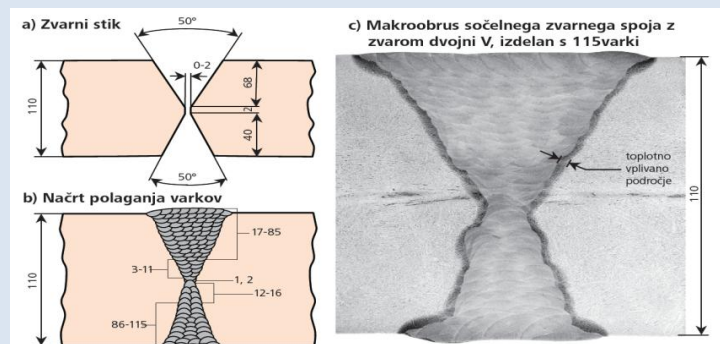 a) Zvarni stik
50°
0-2
110
68
2
40
50°
b) Načrt polaganja varkov
17-85
3-11
1, 2
12-16
110
86-115
c) Makroobrus sočelnega zvarnega spoja z
zvarom dvojni V, izdelan s 115varki
toplotno
vplivano
področje
110